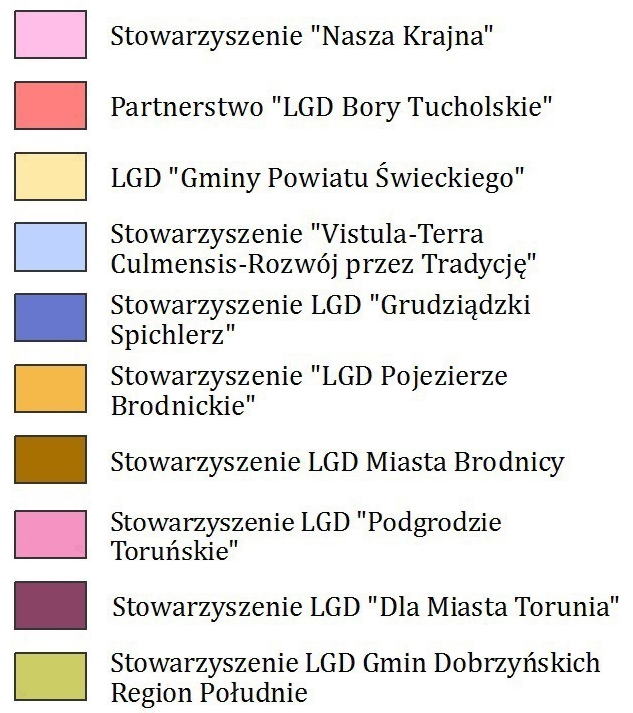 Stowarzyszenie "Nasza Krajna"
Partnerstwo "LGD Bory Tucholskie"
LGD "Gminy Powiatu Świeckiego"
Stowarzyszenie "Vistula-Terra
Culmensis-Rozwój przez Tradycję"
Stowarzyszenie LGD "Grudziądzki
Spichlerz"
Stowarzyszenie "LGD Pojezierze
Brodnickie"
Stowarzyszenie LGD Miasta Brodnicy
Stowarzyszenie LGD "Podgrodzie
Toruńskie"
Stowarzyszenie LGD "Dla Miasta Torunia"
Stowarzyszenie LGD Gmin Dobrzyńskich
Region Południe